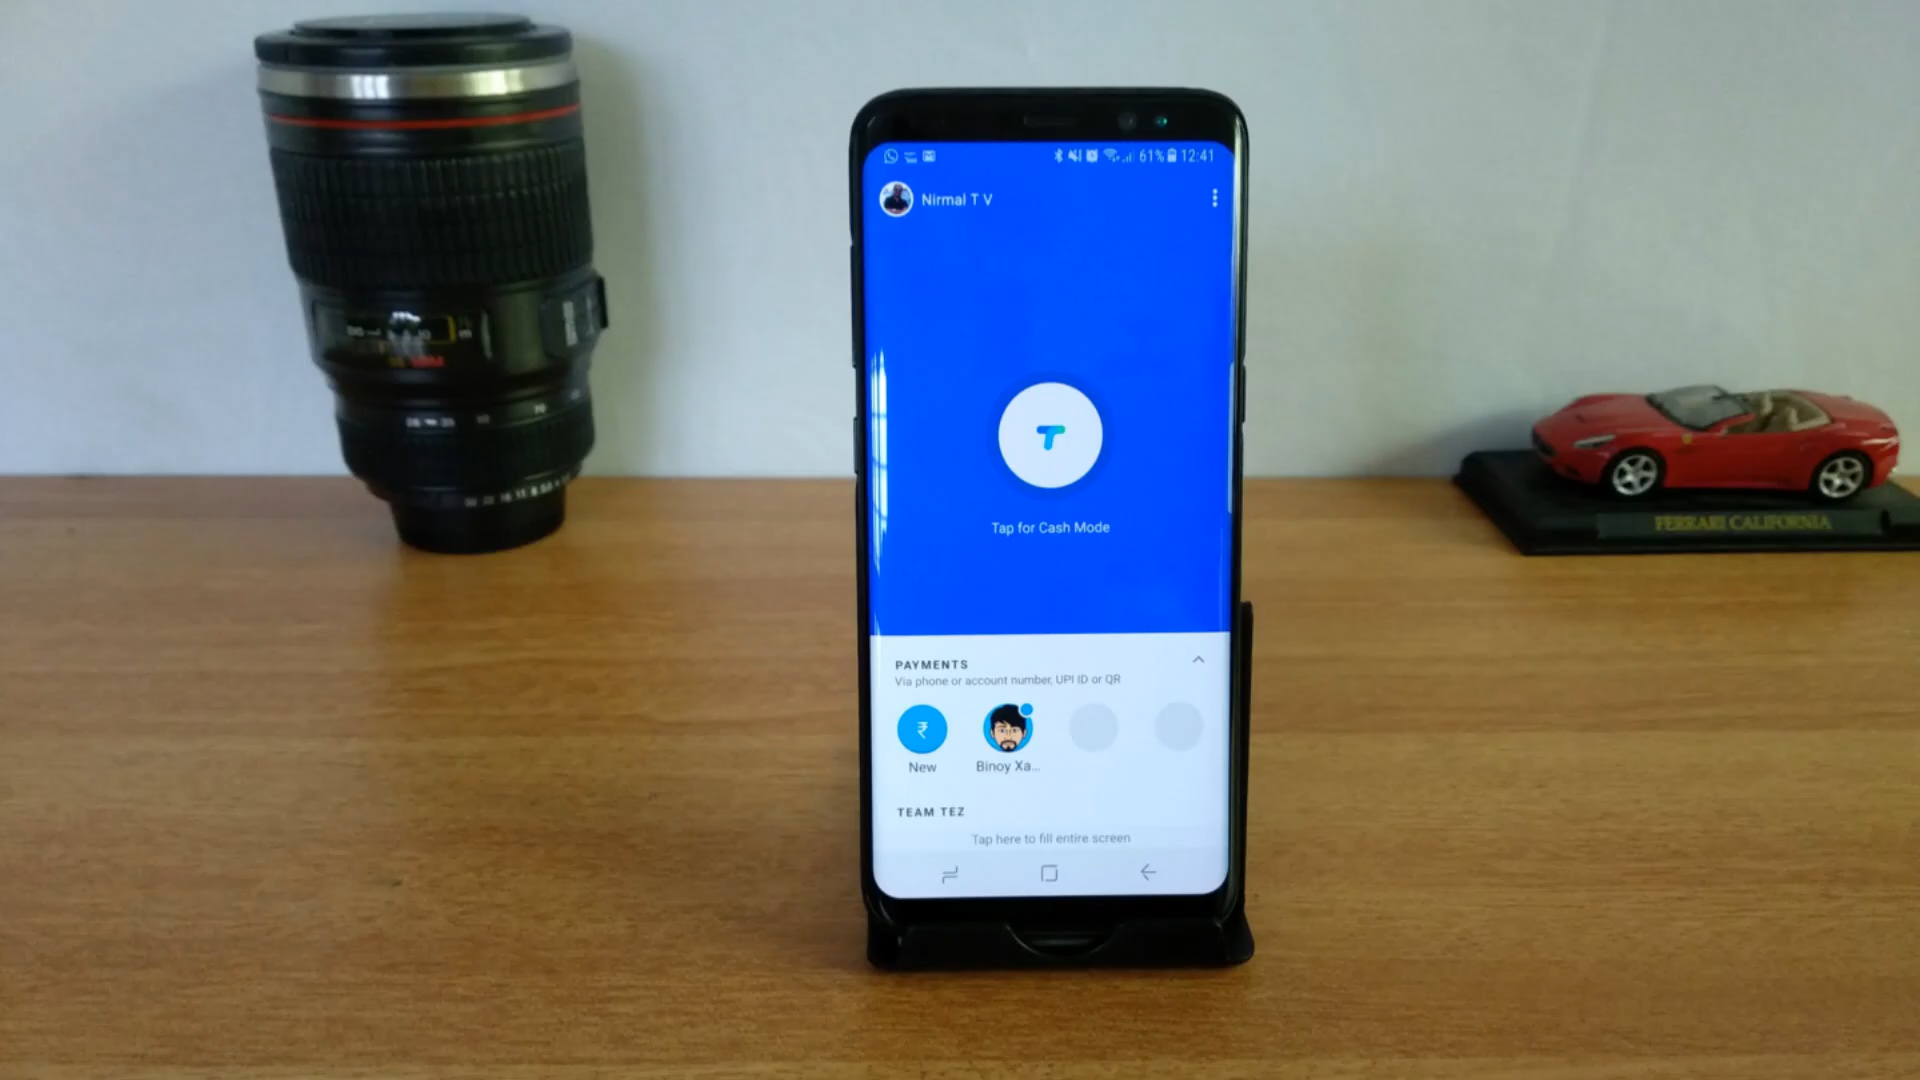 61% 12:41
Nirmal T V
Tap for Cash Mode
PAYMENTS
Via phone or account number, UPI ID or QR
₹
New
Binoy Xa...
TEAM TEZ
Tap here to fill entire screen
FERRARI CALIFORNIA